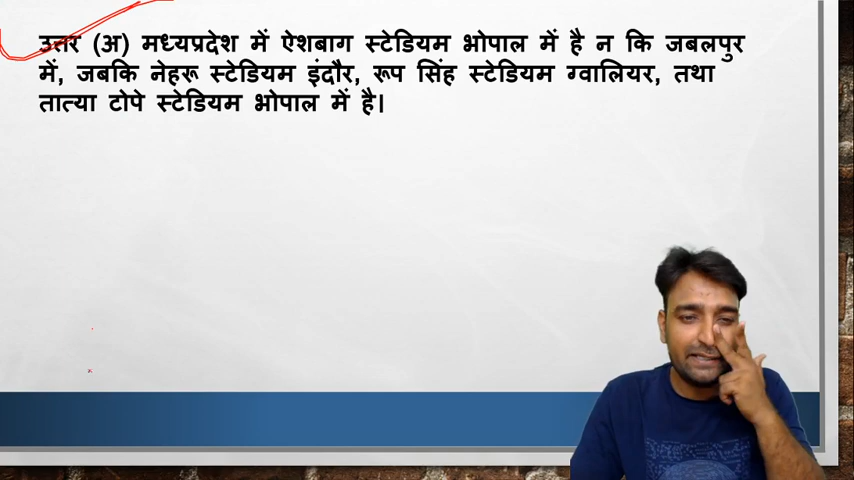 उत्तर (अ) मध्यप्रदेश में ऐशबाग स्टेडियम भोपाल में है न कि जबलपुर
में, जबकि नेहरू स्टेडियम इंदौर, रूप सिंह स्टेडियम ग्वालियर, तथा
तात्या टोपे स्टेडियम भोपाल में है।